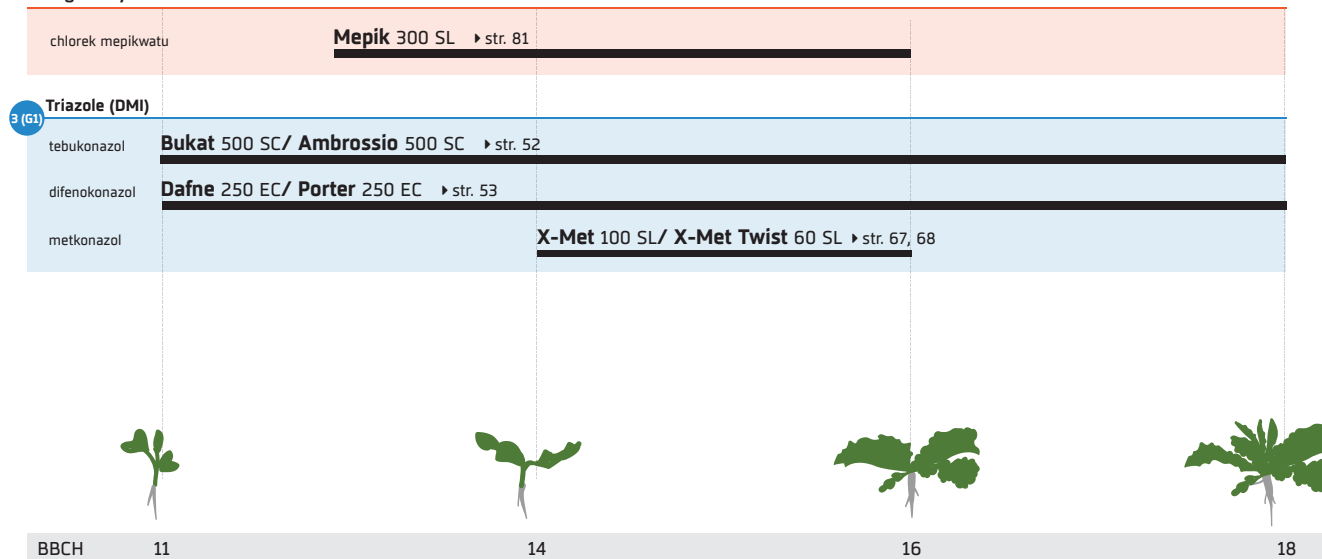 chlorek mepikwatu
Mepik 300 SL ▸ str. 81
Triazole (DMI)
3 (G1)
tebukonazol
Bukat 500 SC/ Ambrossio 500 SC ▸ str. 52
difenokonazol
Dafne 250 EC/ Porter 250 EC ▸ str. 53
metkonazol
X-Met 100 SL/ X-Met Twist 60 SL ▸ str. 67, 68
BBCH 11 14 16 18